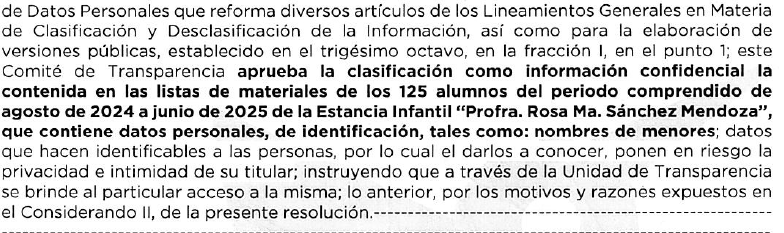 de Datos Personales que reforma diversos artículos de los Lineamientos Generales en Materia
de Clasificación y Desclasificación de la Información, así como para la elaboración de
versiones públicas, establecido en el trigésimo octavo, en la fracción I, en el punto 1; este
Comité de Transparencia aprueba la clasificación como información confidencial la
contenida en las listas de materiales de los 125 alumnos del periodo comprendido de
agosto de 2024 a junio de 2025 de la Estancia Infantil “Profra. Rosa Ma. Sánchez Mendoza”,
que contiene datos personales, de identificación, tales como: nombres de menores; datos
que hacen identificables a las personas, por lo cual el darlos a conocer, ponen en riesgo la
privacidad e intimidad de su titular; instruyendo que a través de la Unidad de Transparencia
se brinde al particular acceso a la misma; lo anterior, por los motivos y razones expuestos en
el Considerando II, de la presente resolución.------------------------------------------------------------